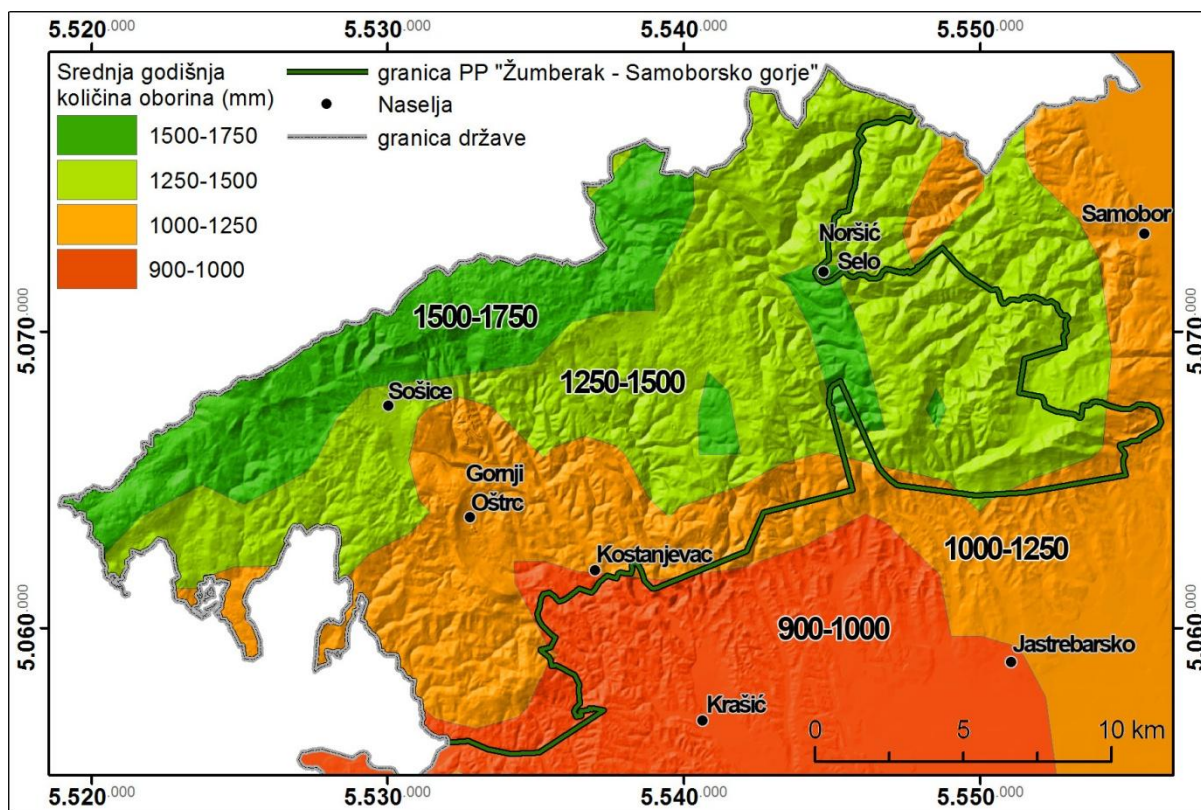 5.520.000 5.530.000 5.540.000 5.550.000
Srednja godišnja
količina oborina (mm)
1500-1750
1250-1500
1000-1250
900-1000
granica PP "Žumberak - Samoborsko gorje"
Naselja
granica države
Samobor
Noršić
Selo
5.070.000
1500-1750
5.070.000
1250-1500
Sošice
Gornji
Oštrc
Kostanjevac
1000-1250
5.060.000
900-1000
5.060.000
Jastrebarsko
Krašić
0 5 10 km
5.520.000 5.530.000 5.540.000 5.550.000